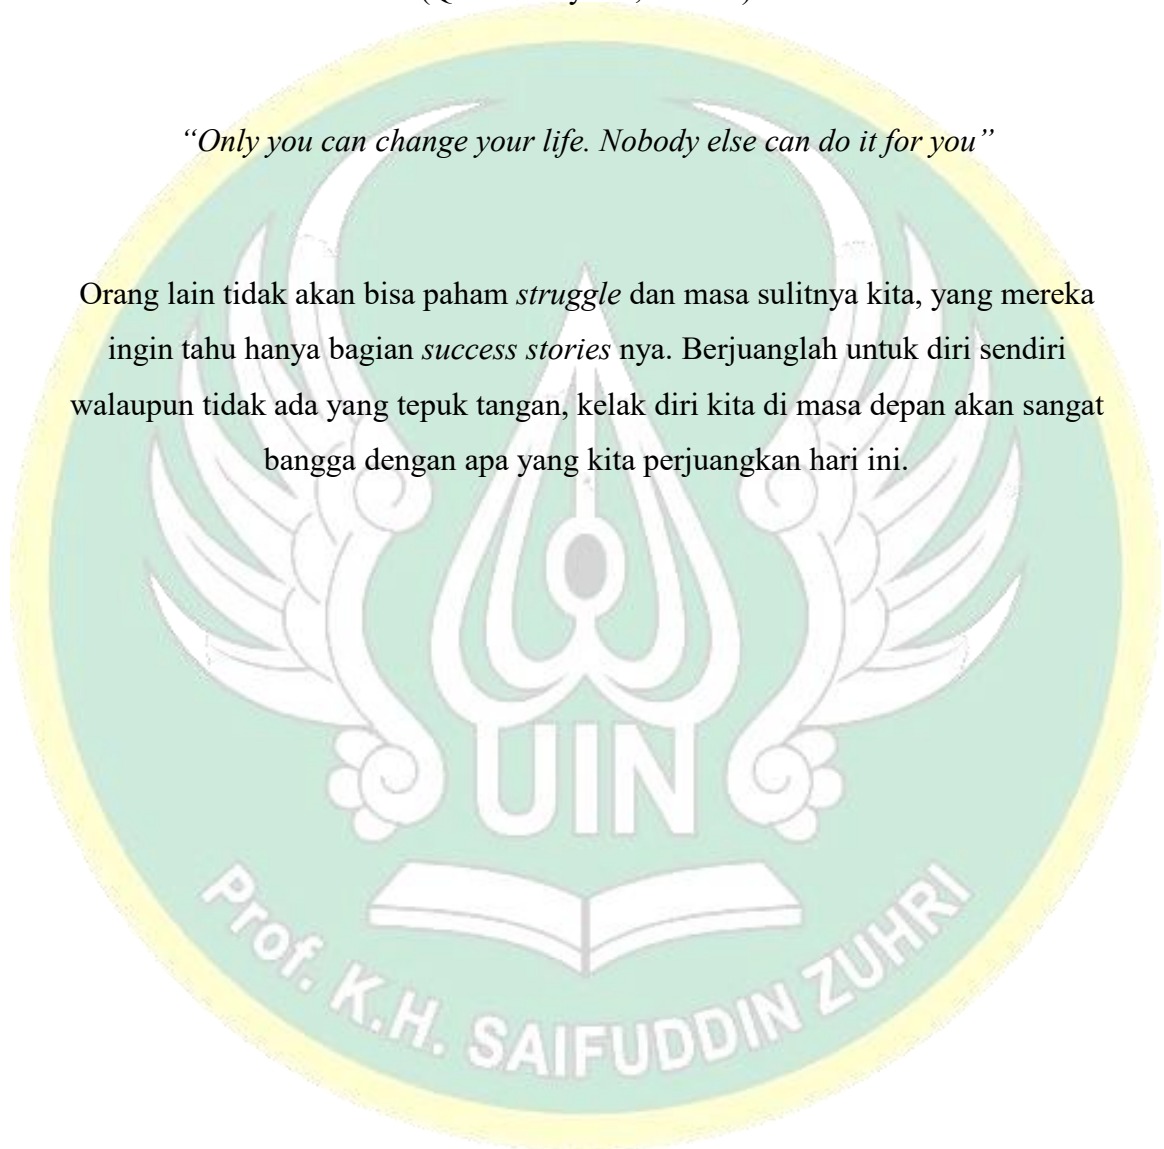 “Only you can change your life. Nobody else can do it for you”
Orang lain tidak akan bisa paham struggle dan masa sulitnya kita, yang mereka
ingin tahu hanya bagian success stories nya. Berjuanglah untuk diri sendiri
walaupun tidak ada yang tepuk tangan, kelak diri kita di masa depan akan sangat
bangga dengan apa yang kita perjuangkan hari ini.
UIN
Prof. K.H. SAIFUDDIN ZUHRI